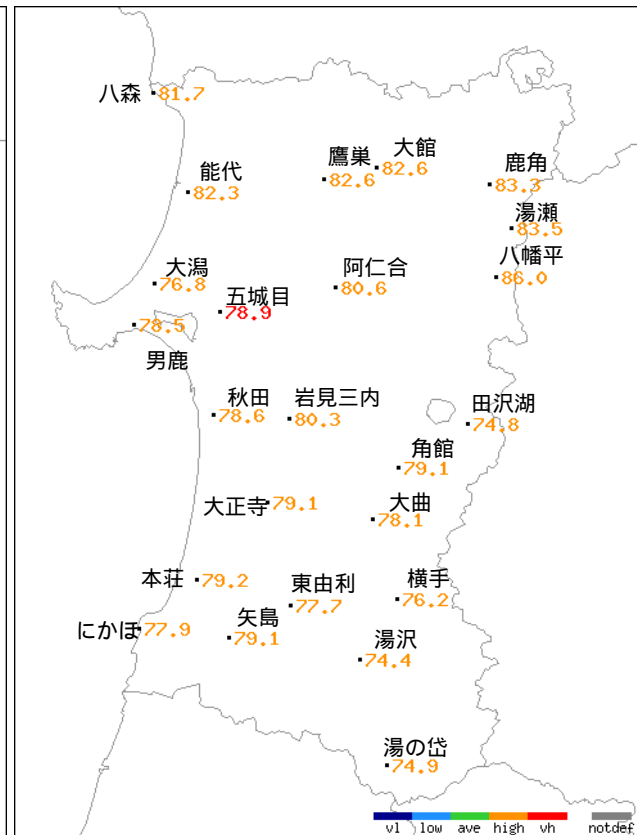 八森
81.7
鷹巣
82.6
大館
82.6
能代
82.3
鹿角
83.3
湯瀬
83.5
八幡平
86.0
大潟
76.8
阿仁合
80.6
五城目
78.9
78.5
男鹿
秋田
78.6
岩見三内
80.3
田沢湖
74.8
角館
79.1
大正寺
79.1
大曲
78.1
本荘
79.2
東由利
77.7
横手
76.2
にかほ
77.9
矢島
79.1
湯沢
74.4
湯の岱
74.9
vl low ave high vh notdef